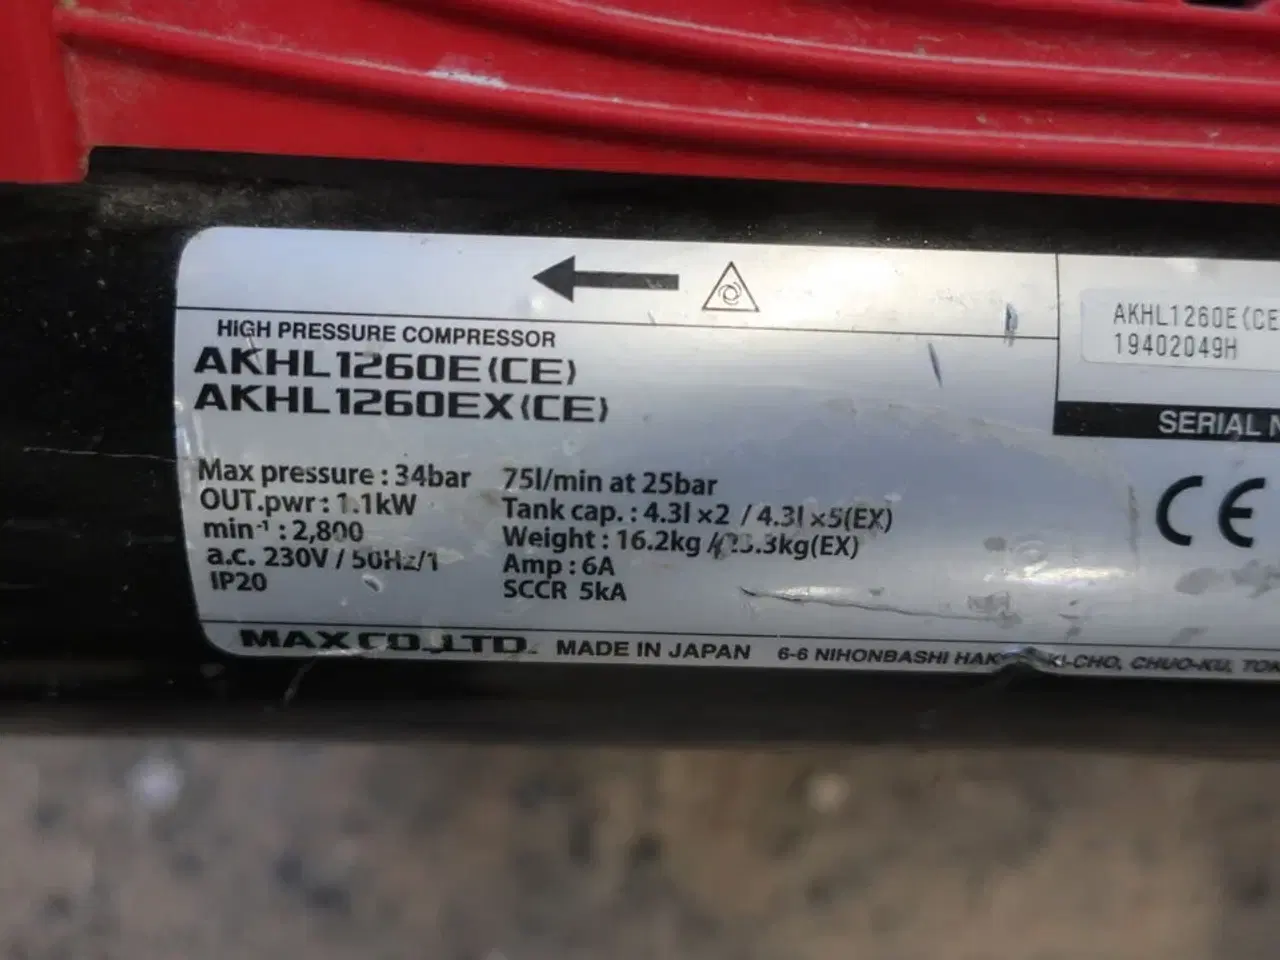 HIGH PRESSURE COMPRESSOR
AKHL1260E(CE)
AKHL1260EX(CE)
Max pressure : 34bar
OUT.pwr : 1.1kW
min⁻¹ : 2,800
a.c. 230V / 50Hz/1
IP20
75l/min at 25bar
Tank cap. : 4.3l ×2 / 4.3l ×5(EX)
Weight : 16.2kg / .3kg(EX)
Amp : 6A
SCCR 5kA
MAX CO.,LTD. MADE IN JAPAN 6-6 NIHONBASHI CHUO-KU,
AKHL1260E(CE
19402049H
SERIAL
CE